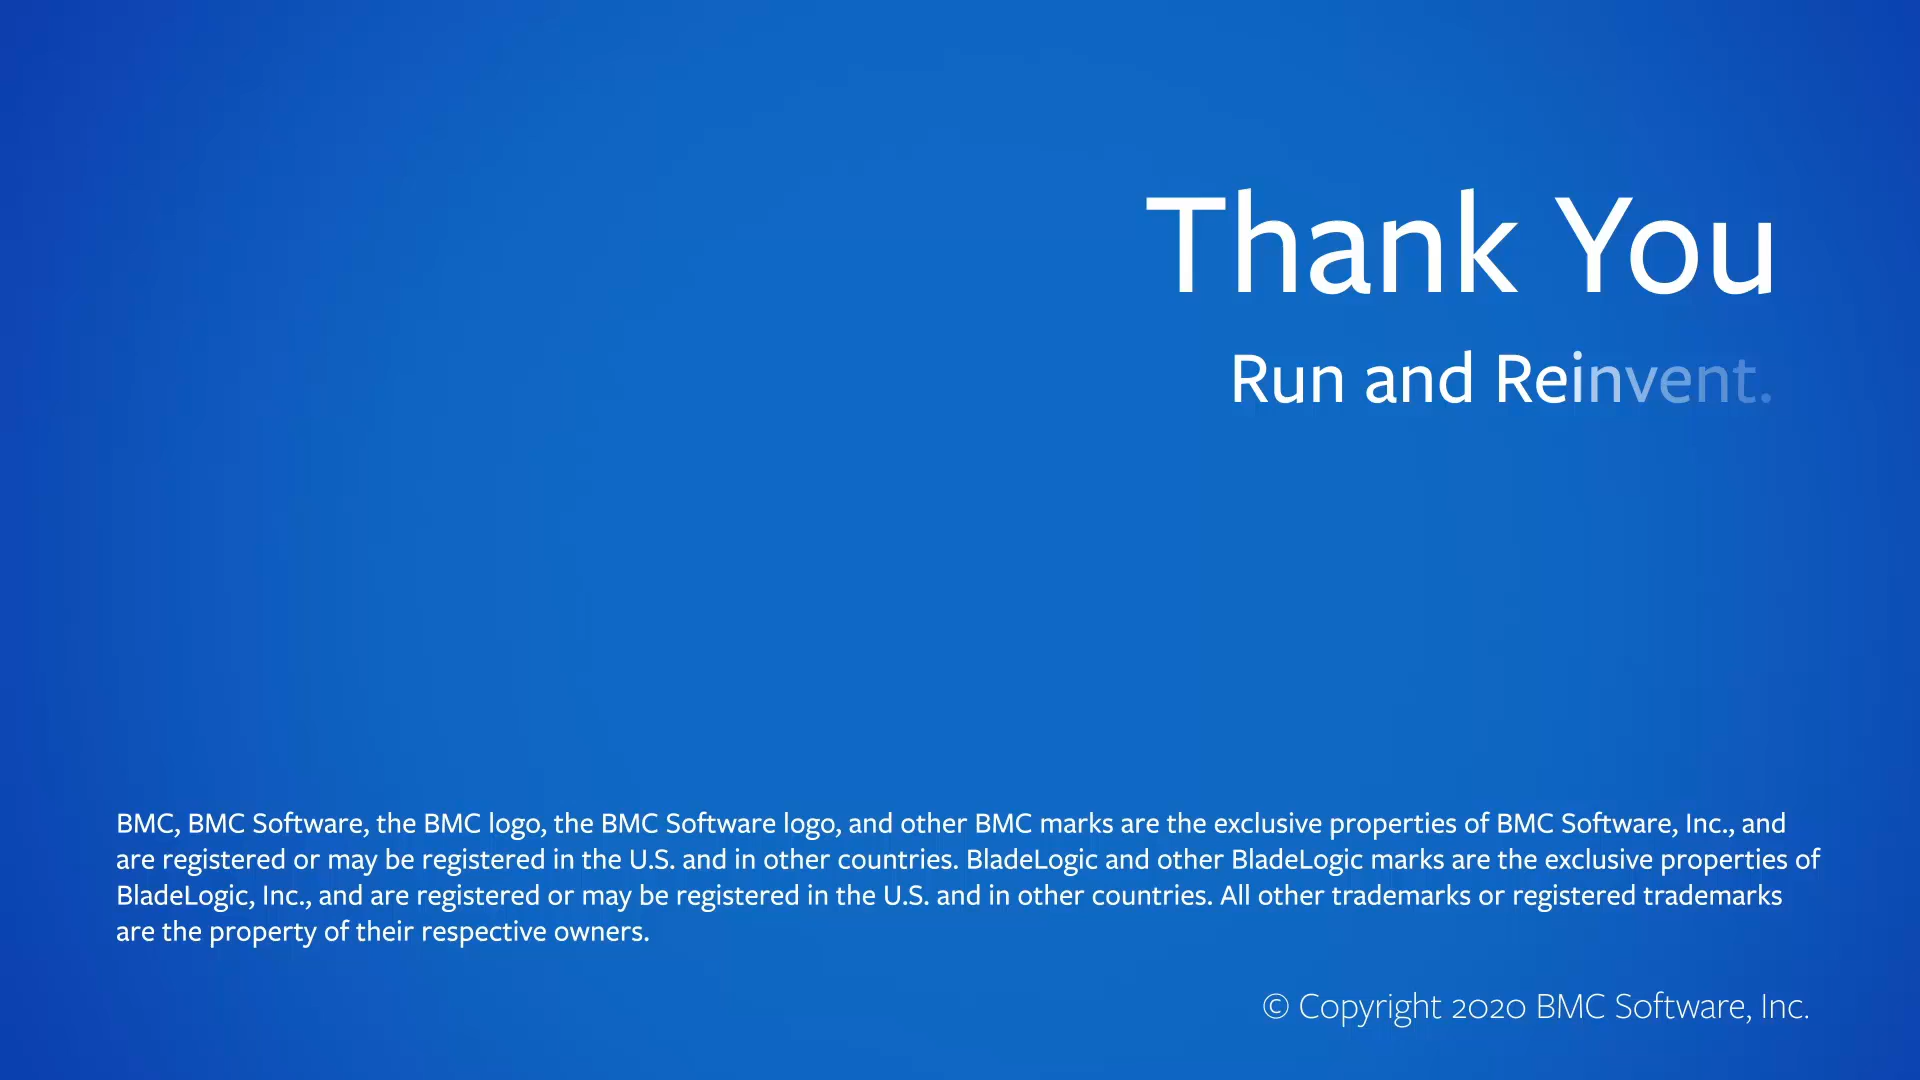 Thank You
Run and Reinvent.
BMC, BMC Software, the BMC logo, the BMC Software logo, and other BMC marks are the exclusive properties of BMC Software, Inc., and
are registered or may be registered in the U.S. and in other countries. BladeLogic and other BladeLogic marks are the exclusive properties of
BladeLogic, Inc., and are registered or may be registered in the U.S. and in other countries. All other trademarks or registered trademarks
are the property of their respective owners.
© Copyright 2020 BMC Software, Inc.